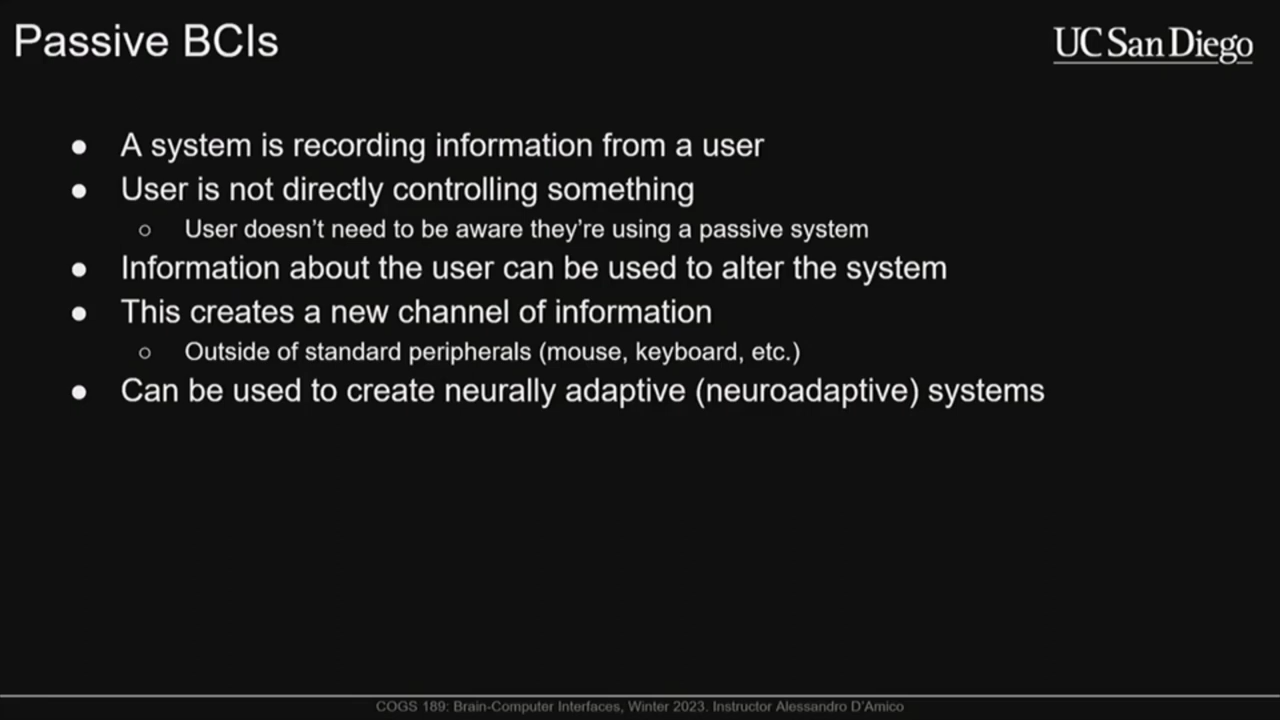 Passive BCIs
UC San Diego
● A system is recording information from a user
● User is not directly controlling something
○ User doesn't need to be aware they're using a passive system
● Information about the user can be used to alter the system
● This creates a new channel of information
○ Outside of standard peripherals (mouse, keyboard, etc.)
● Can be used to create neurally adaptive (neuroadaptive) systems
COGS 189: Brain-Computer Interfaces, Winter 2023. Instructor Alessandro D'Amico